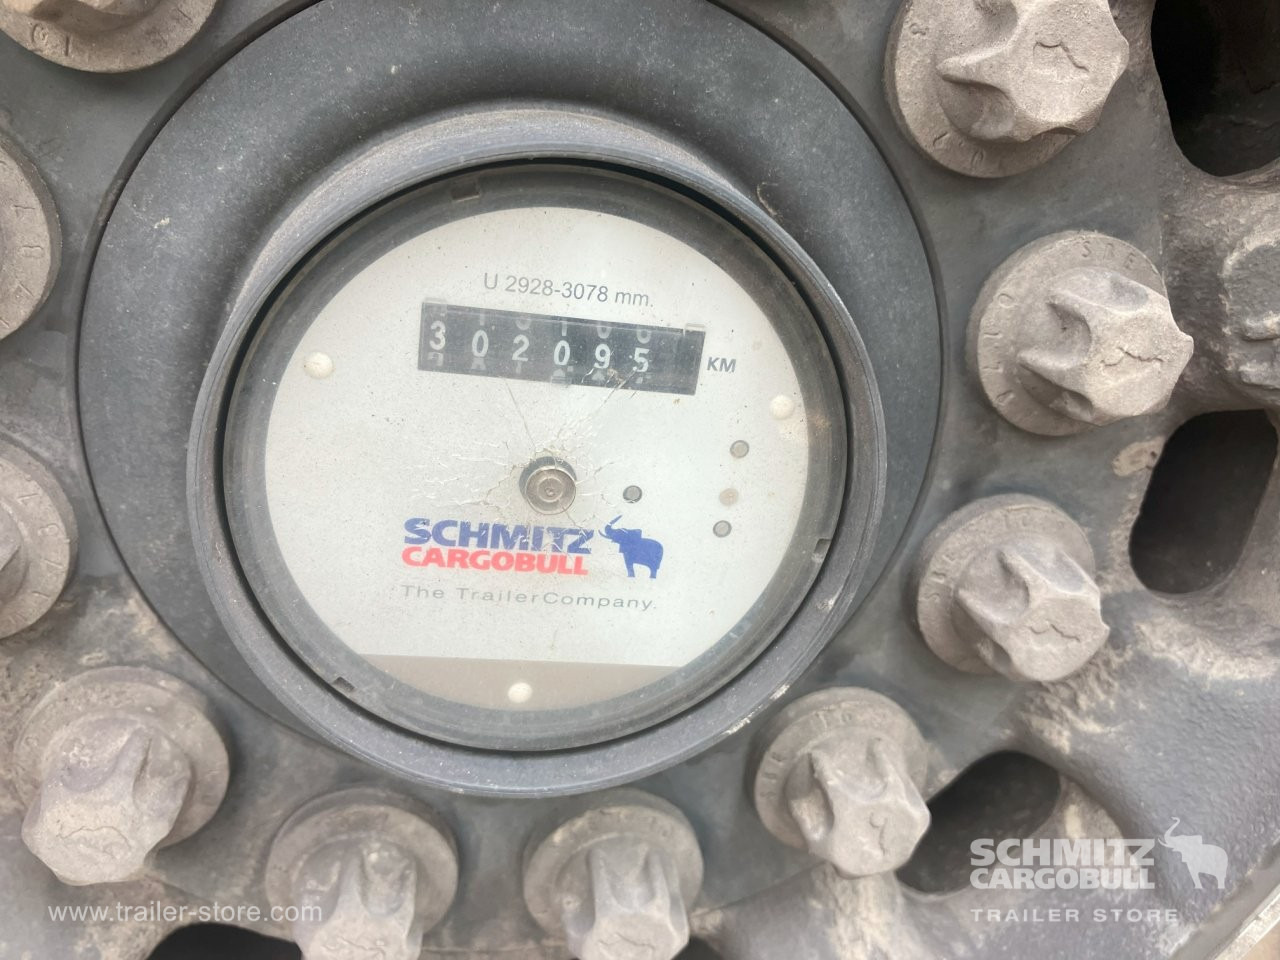 U 2928-3078 mm.
302095 KM
SCHMITZ
CARGOBULL
The TrailerCompany.
www.trailer-store.com
SCHMITZ
CARGOBULL
TRAILER STORE